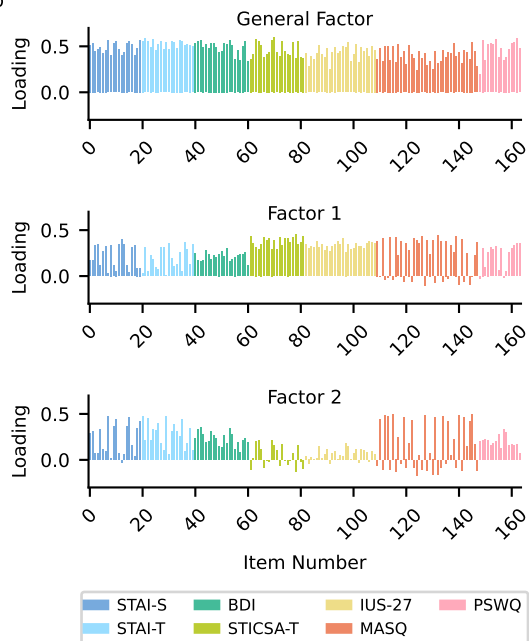 General Factor
Loading
0.5
0.0
0 20 40 60 80 100 120 140 160
Factor 1
Loading
0.5
0.0
0 20 40 60 80 100 120 140 160
Factor 2
Loading
0.5
0.0
0 20 40 60 80 100 120 140 160
Item Number
STAI-S BDI IUS-27 PSWQ
STAI-T STICSA-T MASQ